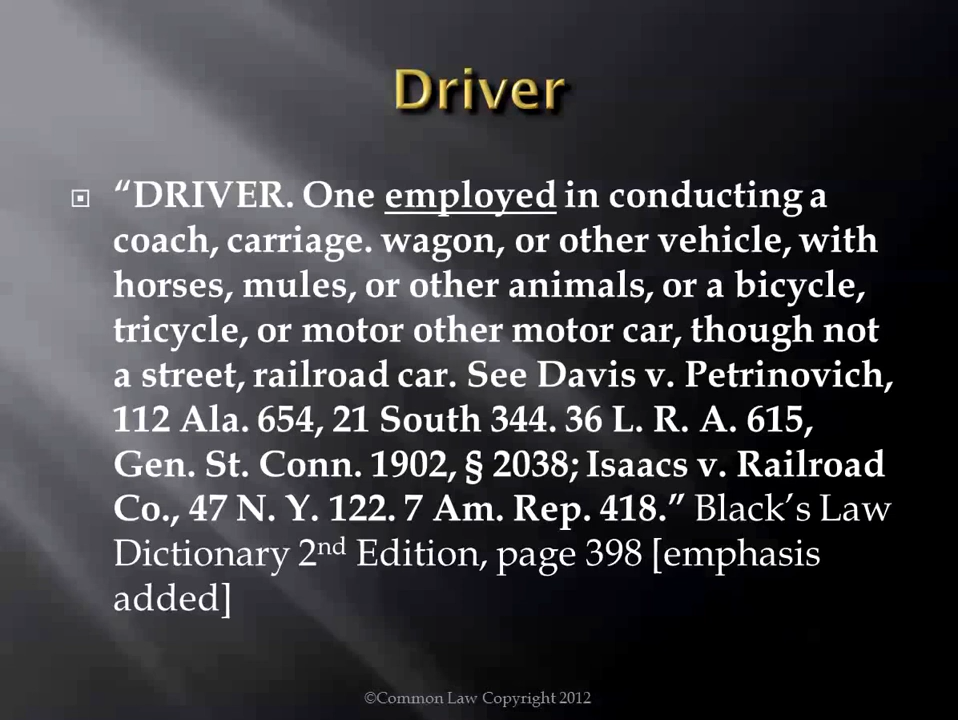 Driver
“DRIVER. One employed in conducting a
coach, carriage. wagon, or other vehicle, with
horses, mules, or other animals, or a bicycle,
tricycle, or motor other motor car, though not
a street, railroad car. See Davis v. Petrinovich,
112 Ala. 654, 21 South 344. 36 L. R. A. 615,
Gen. St. Conn. 1902, § 2038; Isaacs v. Railroad
Co., 47 N. Y. 122. 7 Am. Rep. 418.” Black’s Law
Dictionary 2nd Edition, page 398 [emphasis
added]
©Common Law Copyright 2012